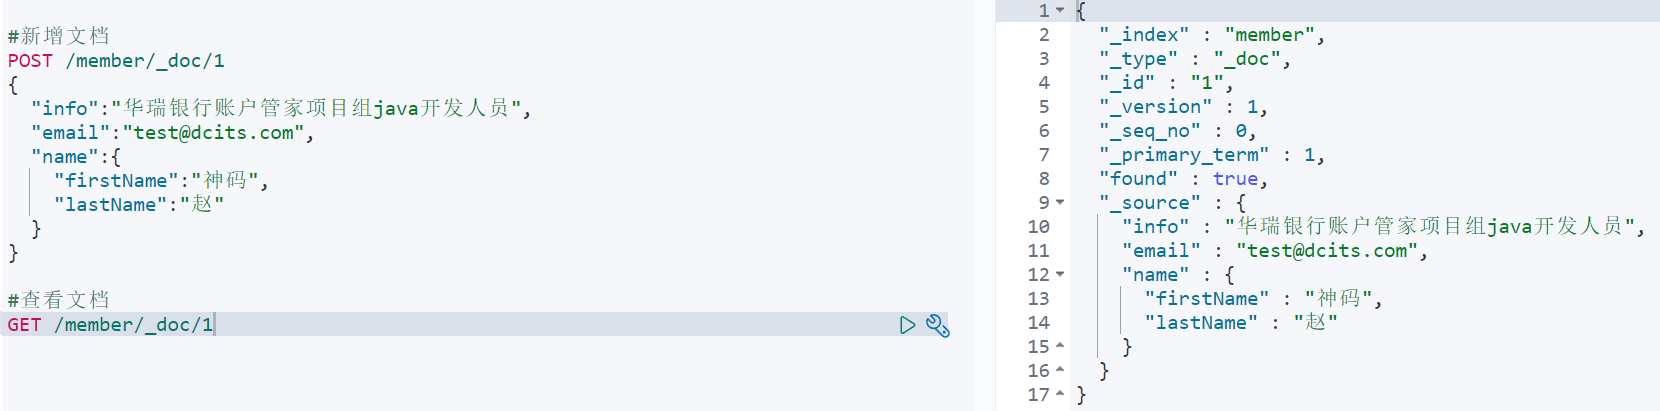 #新增文档
POST /member/_doc/1
{
"info":"华瑞银行账户管家项目组java开发人员",
"email":"test@dcits.com",
"name":{
"firstName":"神码",
"lastName":"赵"
}
}
#查看文档
GET /member/_doc/1
1 {
2 "_index" : "member",
3 "_type" : "_doc",
4 "_id" : "1",
5 "_version" : 1,
6 "_seq_no" : 0,
7 "_primary_term" : 1,
8 "found" : true,
9 "_source" : {
10 "info" : "华瑞银行账户管家项目组java开发人员",
11 "email" : "test@dcits.com",
12 "name" : {
13 "firstName" : "神码",
14 "lastName" : "赵"
15 }
16 }
17 }